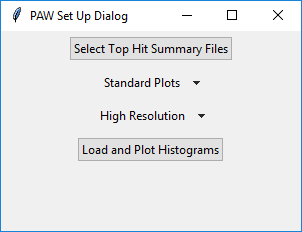 PAW Set Up Dialog
Select Top Hit Summary Files
Standard Plots
High Resolution
Load and Plot Histograms